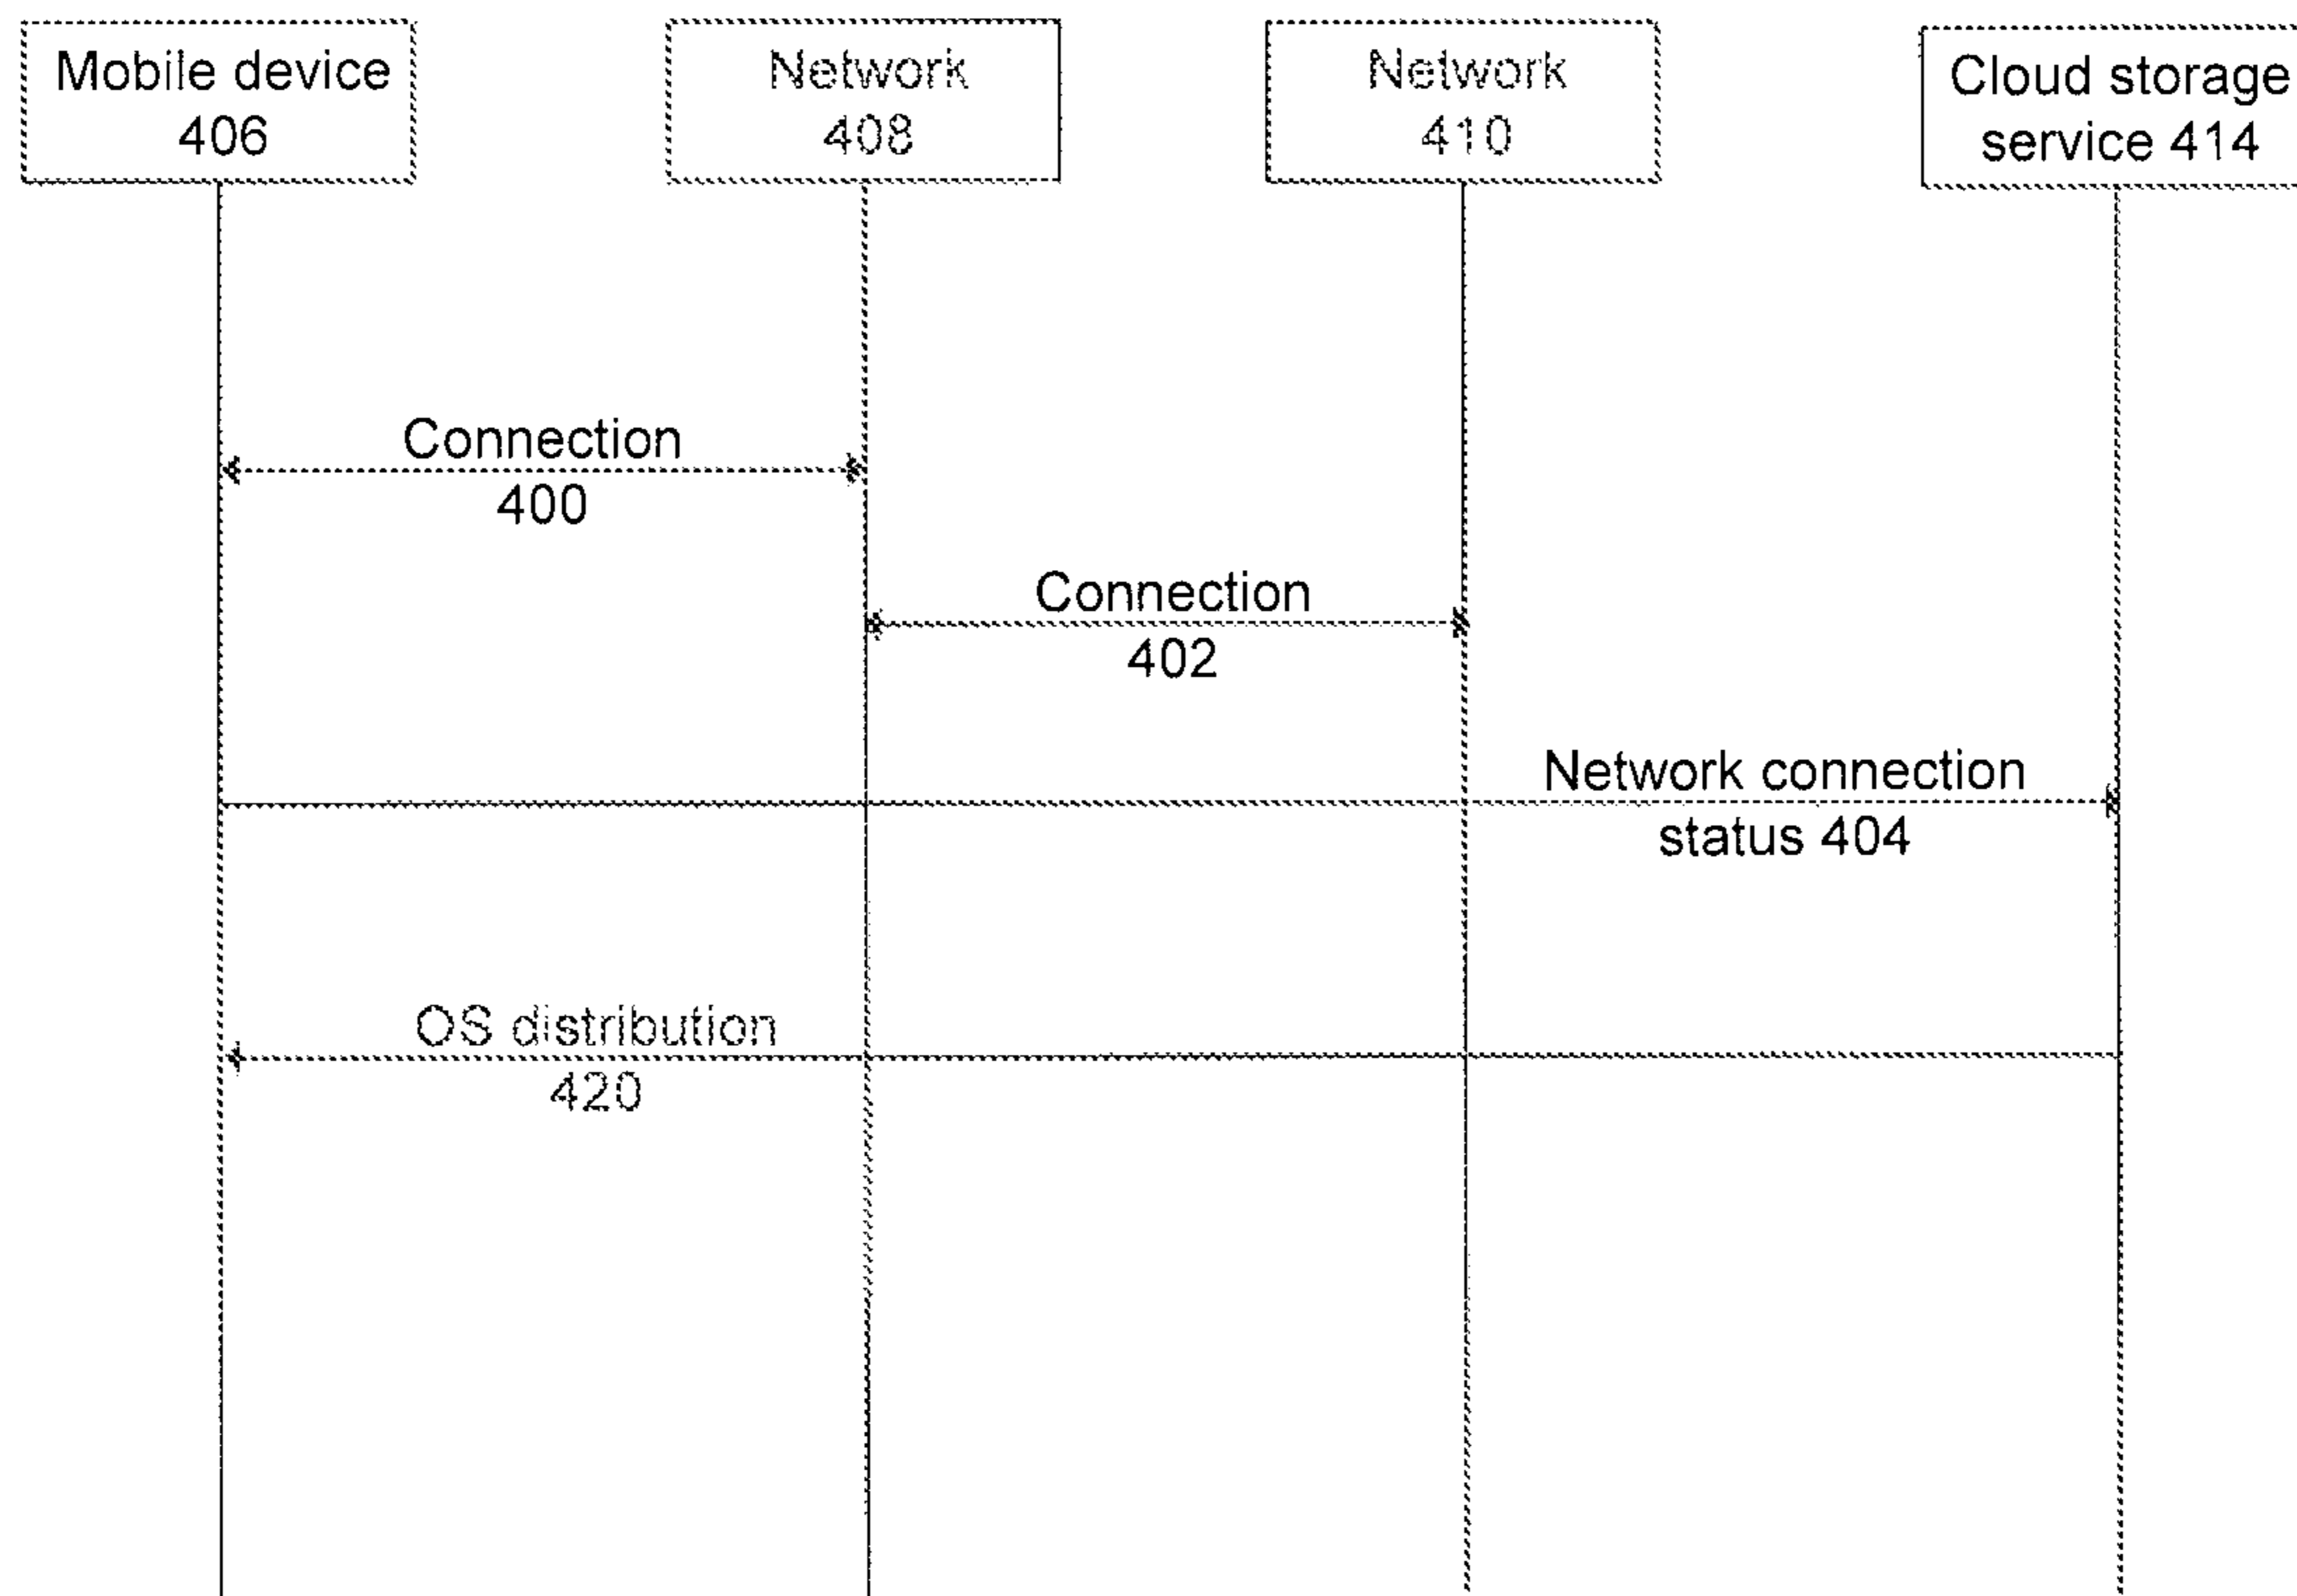 Mobile device
406
Network
408
Network
410
Cloud storage
service 414
Connection
400
Connection
402
Network connection
status 404
OS distribution
420